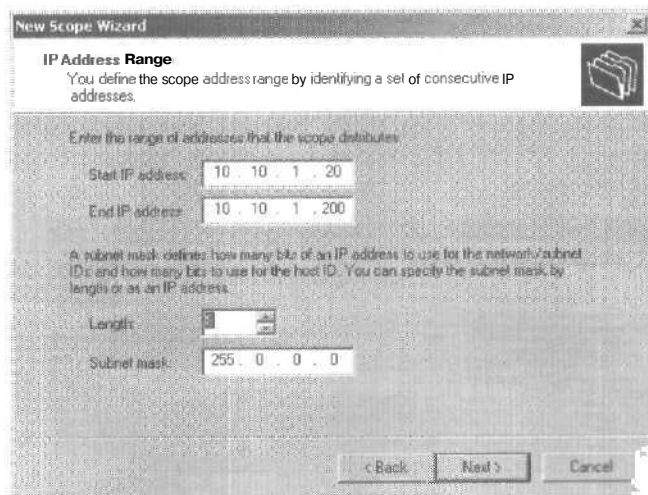 New Scope Wizard
IP Address Range
You define the scope address range by identifying a set of consecutive IP
addresses.
Enter the range of addresses that the scope distributes
Start IP address: 10 . 10 . 1 . 20
End IP address: 10 . 10 . 1 . 200
A subnet mask defines how many bits of an IP address to use for the network/subnet
IDs and how many bits to use for the host ID. You can specify the subnet mask by
length or as an IP address
Length:
Subnet mask: 255 . 0 . 0 . 0
< Back
Next >
Cancel